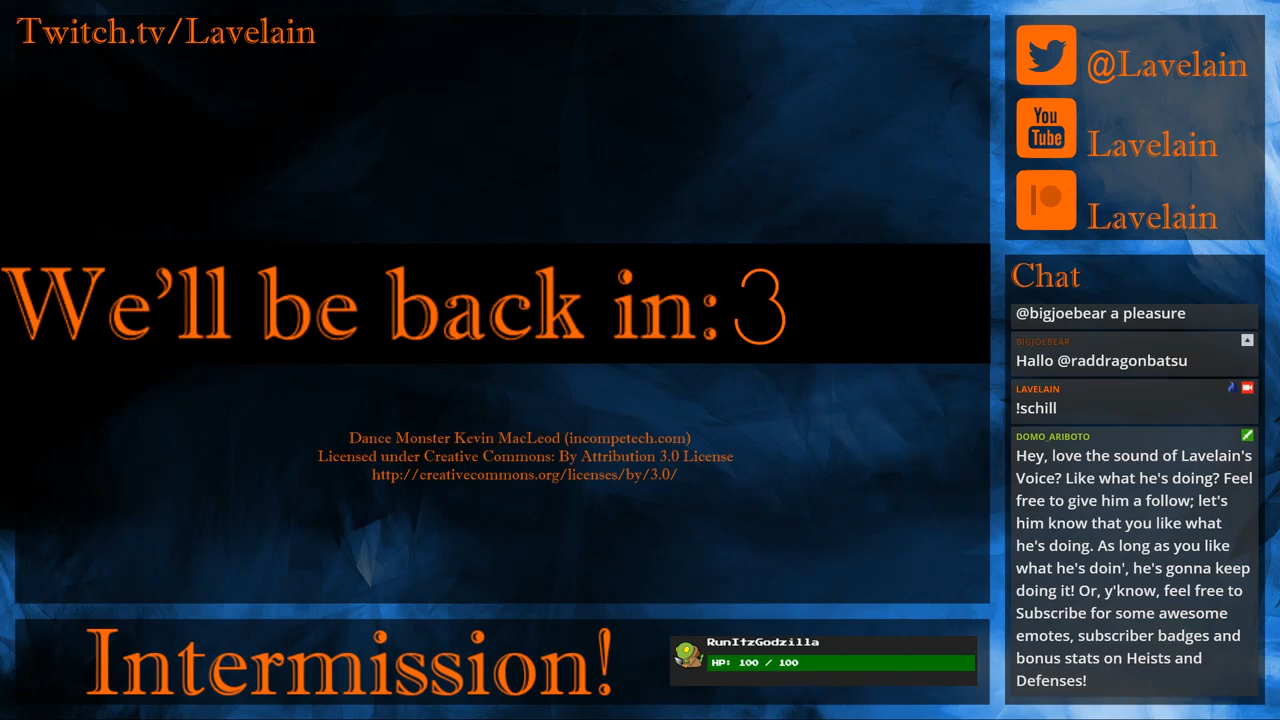 Twitch.tv/Lavelain
We'll be back in: 3
Dance Monster Kevin MacLeod (incompetech.com)
Licensed under Creative Commons: By Attribution 3.0 License
http://creativecommons.org/licenses/by/3.0/
Intermission!
RunItzGodzilla
HP: 100 / 100
@Lavelain
You
Tube
Lavelain
Lavelain
Chat
@bigjoebear a pleasure
BIGJOEBEAR
Hallo @raddragonbatsu
LAVELAIN
!schill
DOMO_ARIBOTO
Hey, love the sound of Lavelain's
Voice? Like what he's doing? Feel
free to give him a follow; let's
him know that you like what
he's doing. As long as you like
what he's doin', he's gonna keep
doing it! Or, y'know, feel free to
Subscribe for some awesome
emotes, subscriber badges and
bonus stats on Heists and
Defenses!